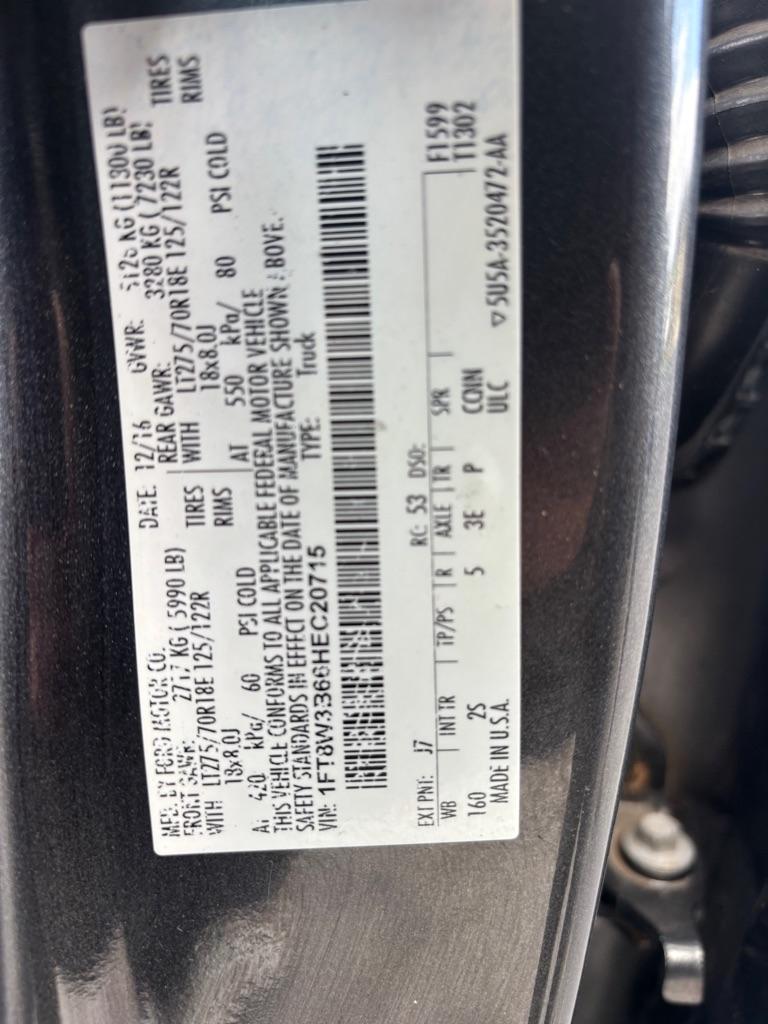 MFD. BY FORD MOTOR CO.
DATE: 12/16 GVWR: 5126 KG (11300 LB)
FRONT GAWR: 2717 KG ( 5990 LB)
REAR GAWR: 3280 KG ( 7230 LB)
WITH LT275/70R18E 125/122R TIRES
WITH LT275/70R18E 125/122R TIRES
18x8.0J RIMS
18x8.0J RIMS
AT 420 kPa/ 60 PSI COLD
AT 550 kPa/ 80 PSI COLD
THIS VEHICLE CONFORMS TO ALL APPLICABLE FEDERAL MOTOR VEHICLE
SAFETY STANDARDS IN EFFECT ON THE DATE OF MANUFACTURE SHOWN ABOVE.
VIN: 1FT8W3B66HEC20715 TYPE: Truck
F1599
T1302
EXT PNT: J7 RC: 53 DSO:
WB INT TR TP/PS R AXLE TR SPR
160 2S 5 3E P CQIN
MADE IN U.S.A. ULC
▽5U5A-3520472-AA